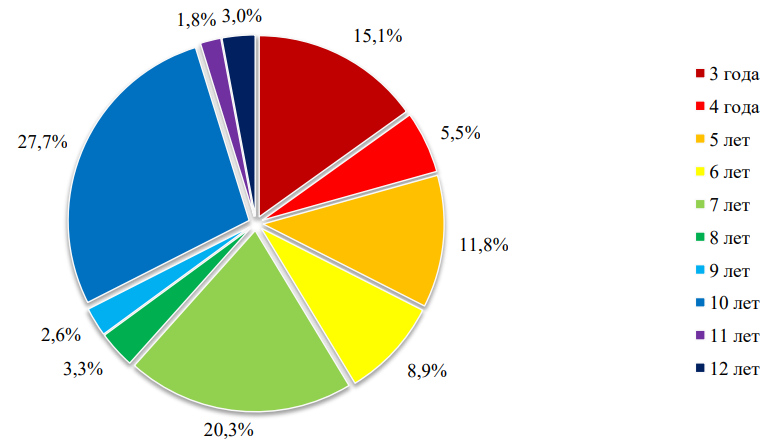 1,8%
3,0%
15,1%
5,5%
11,8%
8,9%
20,3%
3,3%
2,6%
27,7%
3 года
4 года
5 лет
6 лет
7 лет
8 лет
9 лет
10 лет
11 лет
12 лет